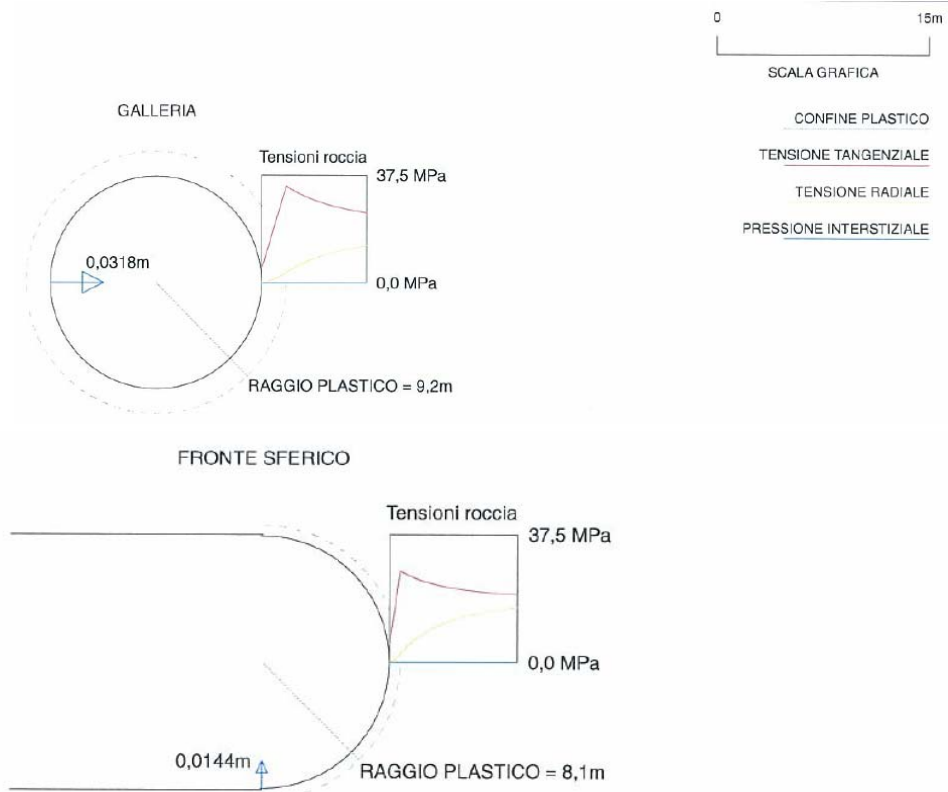 0 15m
SCALA GRAFICA
GALLERIA
CONFINE PLASTICO
Tensioni roccia
TENSIONE TANGENZIALE
37,5 MPa
TENSIONE RADIALE
PRESSIONE INTERSTIZIALE
0,0318m
0,0 MPa
RAGGIO PLASTICO = 9,2m
FRONTE SFERICO
Tensioni roccia
37,5 MPa
0,0 MPa
0,0144m
RAGGIO PLASTICO = 8,1m